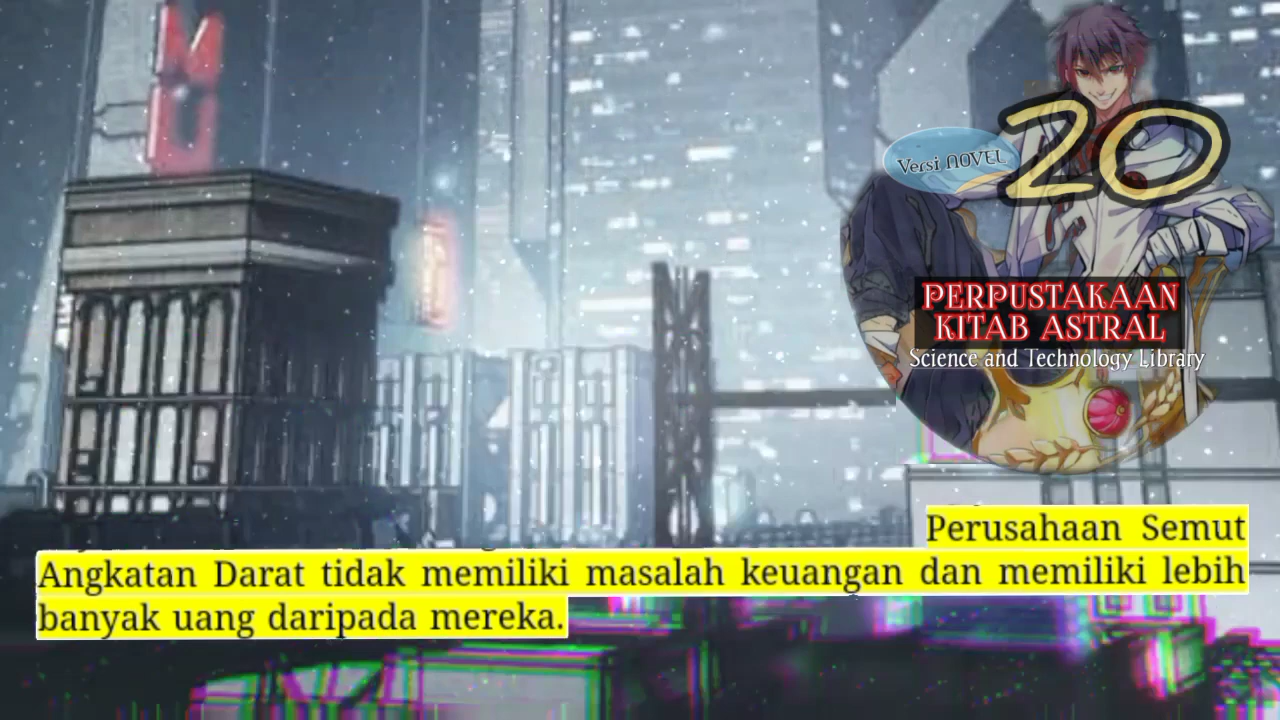 20
Versi NOVEL
PERPUSTAKAAN
KITAB ASTRAL
Science and Technology Library
Perusahaan Semut
Angkatan Darat tidak memiliki masalah keuangan dan memiliki lebih
banyak uang daripada mereka.